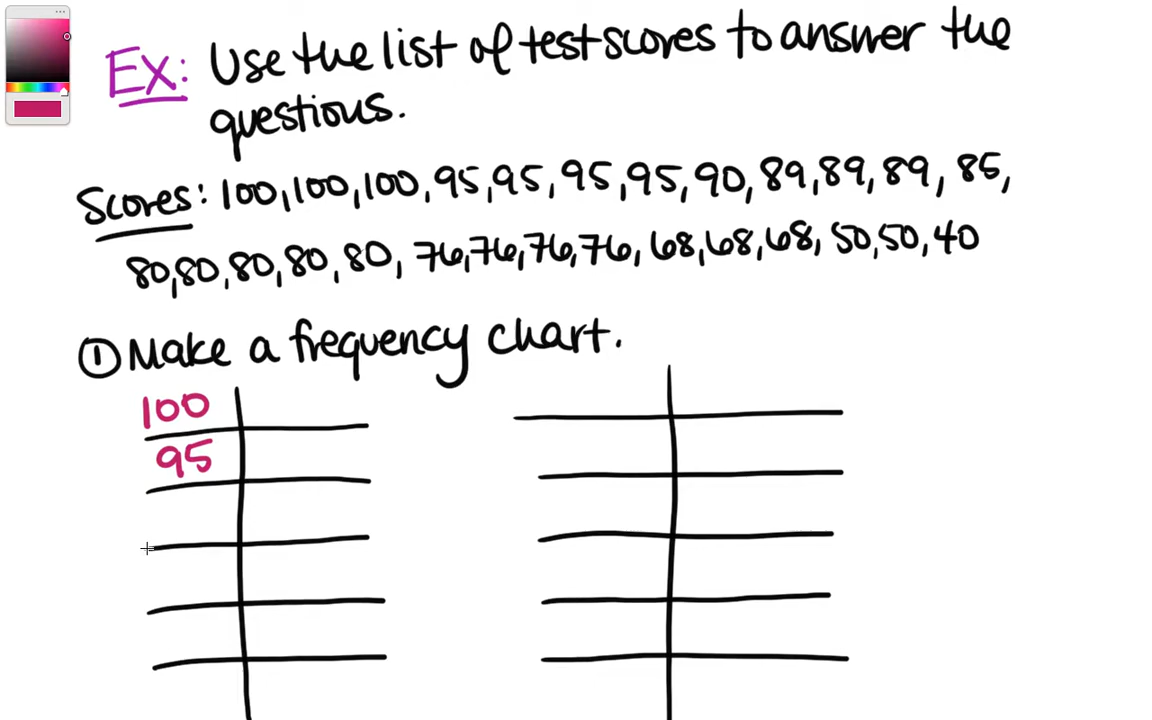 EX: Use the list of test scores to answer the
questions.
Scores: 100, 100, 100, 95, 95, 95, 95, 90, 89, 89, 89, 85,
80, 80, 80, 80, 80, 76, 76, 76, 76, 68, 68, 68, 50, 50, 40
① Make a frequency chart.
100
95